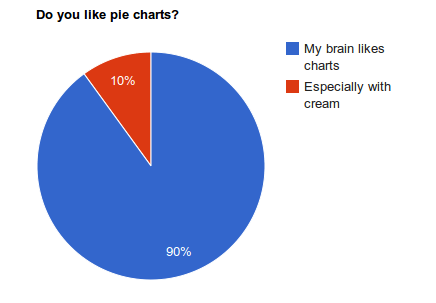 Do you like pie charts?
My brain likes
charts
Especially with
cream
10%
90%